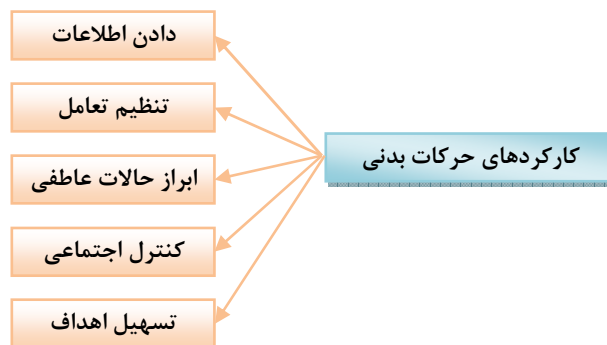 کارکردهای حرکات بدنی
دادن اطلاعات
تنظیم تعامل
ابراز حالات عاطفی
کنترل اجتماعی
تسهیل اهداف